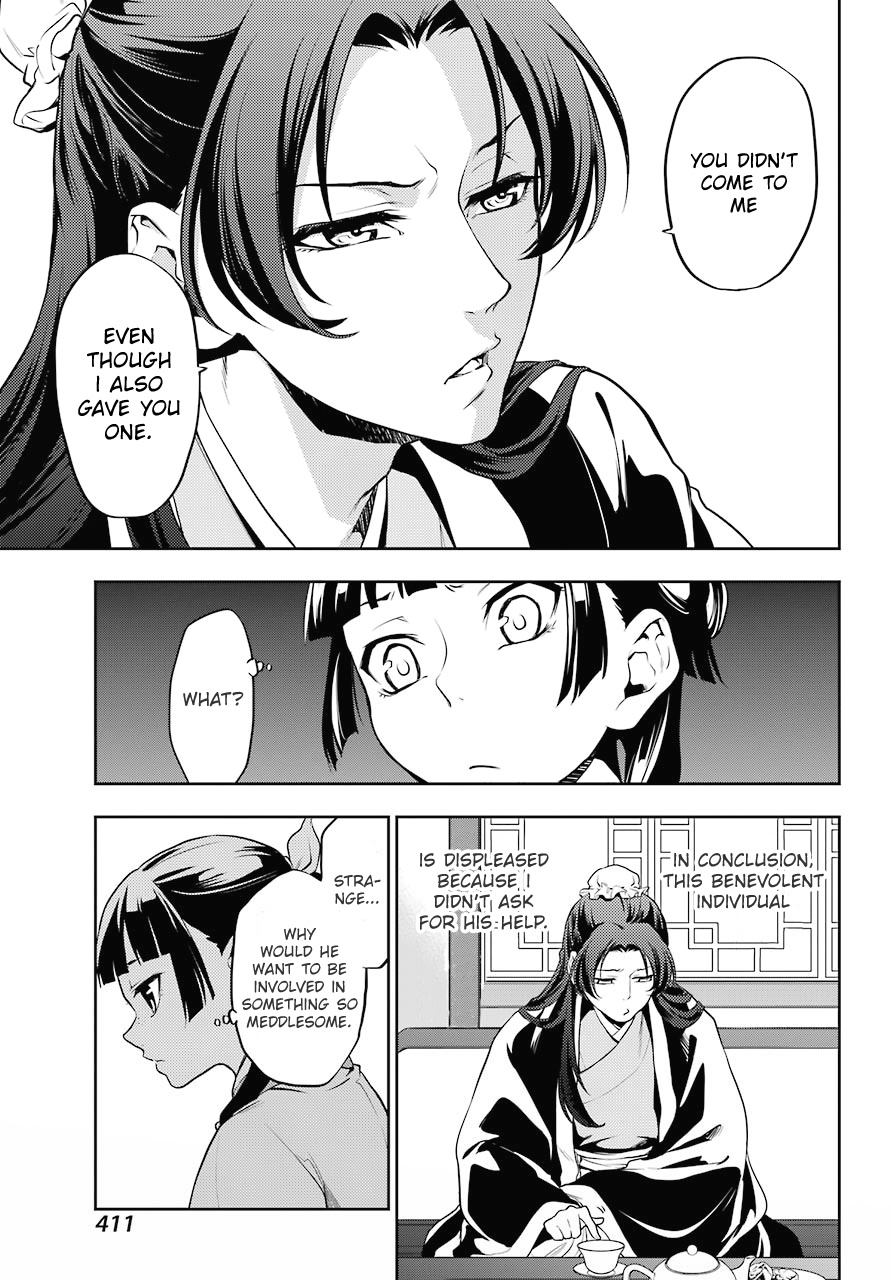 YOU DIDN'T
COME TO
ME
EVEN
THOUGH
I ALSO
GAVE YOU
ONE.
WHAT?
IN CONCLUSION,
THIS BENEVOLENT
INDIVIDUAL
IS DISPLEASED
BECAUSE I
DIDN'T ASK
FOR HIS HELP.
STRA-
NGE...
WHY
WOULD HE
WANT TO BE
INVOLVED IN
SOMETHING SO
MEDDLESOME.
411